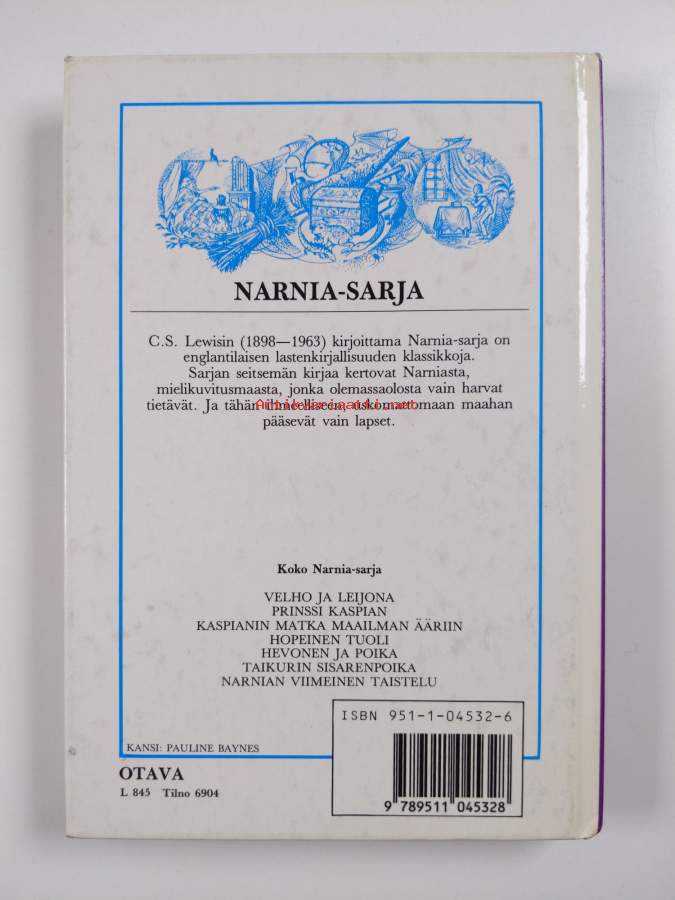 NARNIA-SARJA
C.S. Lewisin (1898—1963) kirjoittama Narnia-sarja on
englantilaisen lastenkirjallisuuden klassikkoja.
Sarjan seitsemän kirjaa kertovat Narniasta,
mielikuvitusmaasta, jonka olemassaolosta vain harvat
tietävät. Ja tähän ihmeelliseen, uskomattomaan maahan
pääsevät vain lapset.
Koko Narnia-sarja
VELHO JA LEIJONA
PRINSSI KASPIAN
KASPIANIN MATKA MAAILMAN ÄÄRIIN
HOPEINEN TUOLI
HEVONEN JA POIKA
TAIKURIN SISARENPOIKA
NARNIAN VIIMEINEN TAISTELU
KANSI: PAULINE BAYNES
OTAVA
L 845 Tilno 6904
ISBN 951-1-04532-6
9 789511 045328